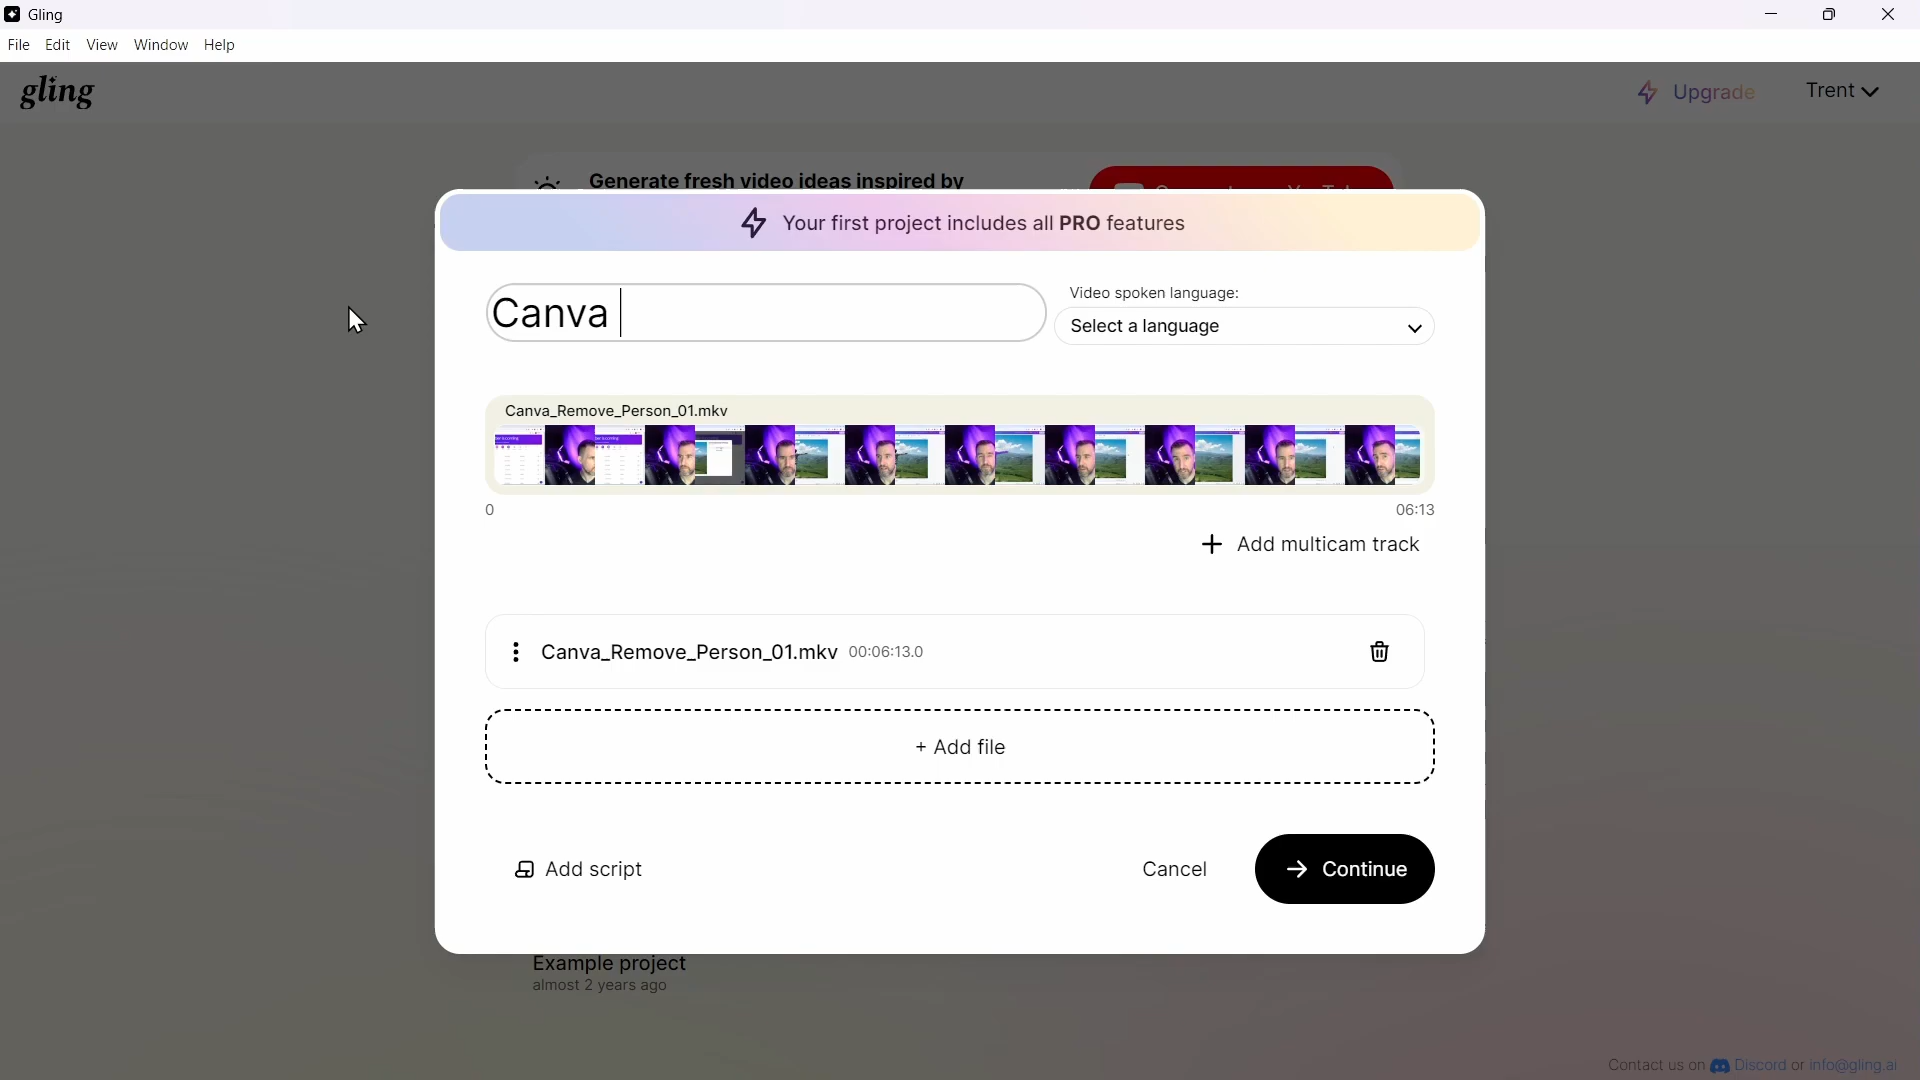 Gling
File Edit View Window Help
gling
Upgrade
Trent
Generate fresh video ideas inspired by
Your first project includes all PRO features
Canva
Video spoken language:
Select a language
Canva_Remove_Person_01.mkv
0
06:13
Add multicam track
Canva_Remove_Person_01.mkv 00:06:13.0
+ Add file
Add script
Cancel
Continue
Example project
almost 2 years ago
Contact us on Discord or info@gling.ai